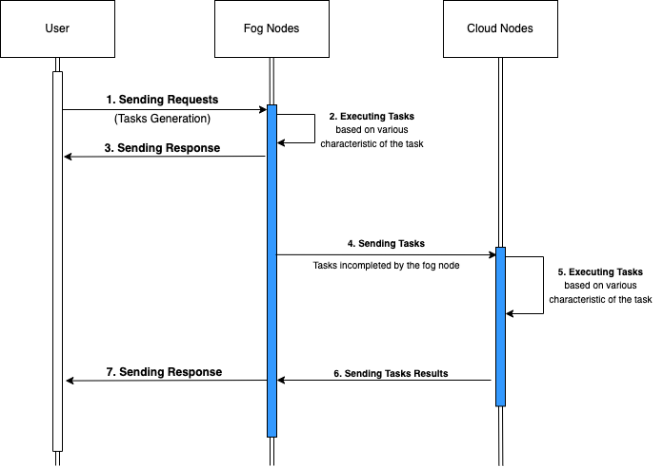 User
Fog Nodes
Cloud Nodes
1. Sending Requests
(Tasks Generation)
2. Executing Tasks
based on various
characteristic of the task
3. Sending Response
4. Sending Tasks
Tasks incompleted by the fog node
5. Executing Tasks
based on various
characteristic of the task
6. Sending Tasks Results
7. Sending Response